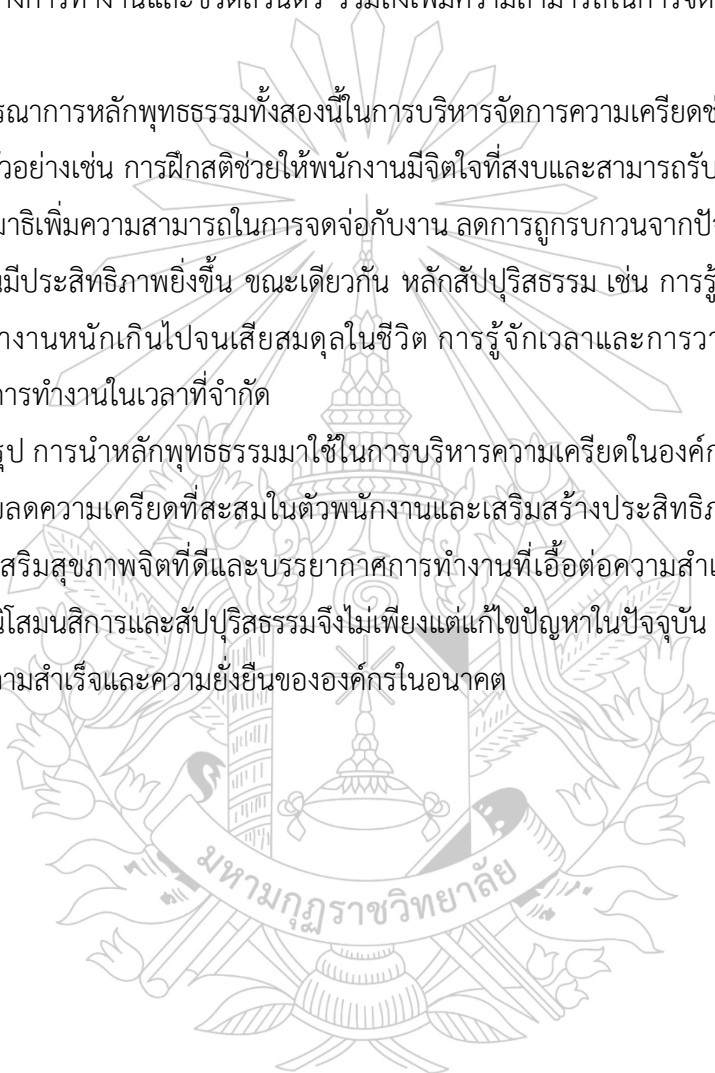 างการทำงานและชีวิตส่วนตัว รวมถึงเพิ่มความสามารถในการจัด
รณาการหลักพุทธธรรมทั้งสองนี้ในการบริหารจัดการความเครียดช่
ัวอย่างเช่น การฝึกสติช่วยให้พนักงานมีจิตใจที่สงบและสามารถรับ
มาธิเพิ่มความสามารถในการจดจ่อกับงาน ลดการถูกรบกวนจากปัจ
นมีประสิทธิภาพยิ่งขึ้น ขณะเดียวกัน หลักสัปปุริสธรรม เช่น การรู้
ำงานหนักเกินไปจนเสียสมดุลในชีวิต การรู้จักเวลาและการวา
การทำงานในเวลาที่จำกัด
รุป การนำหลักพุทธธรรมมาใช้ในการบริหารความเครียดในองค์ก
ยลดความเครียดที่สะสมในตัวพนักงานและเสริมสร้างประสิทธิภ
เสริมสุขภาพจิตที่ดีและบรรยากาศการทำงานที่เอื้อต่อความสำเ
นิโสมนสิการและสัปปุริสธรรมจึงไม่เพียงแต่แก้ไขปัญหาในปัจจุบัน
วามสำเร็จและความยั่งยืนขององค์กรในอนาคต
มหามกุฏราชวิทยาลัย